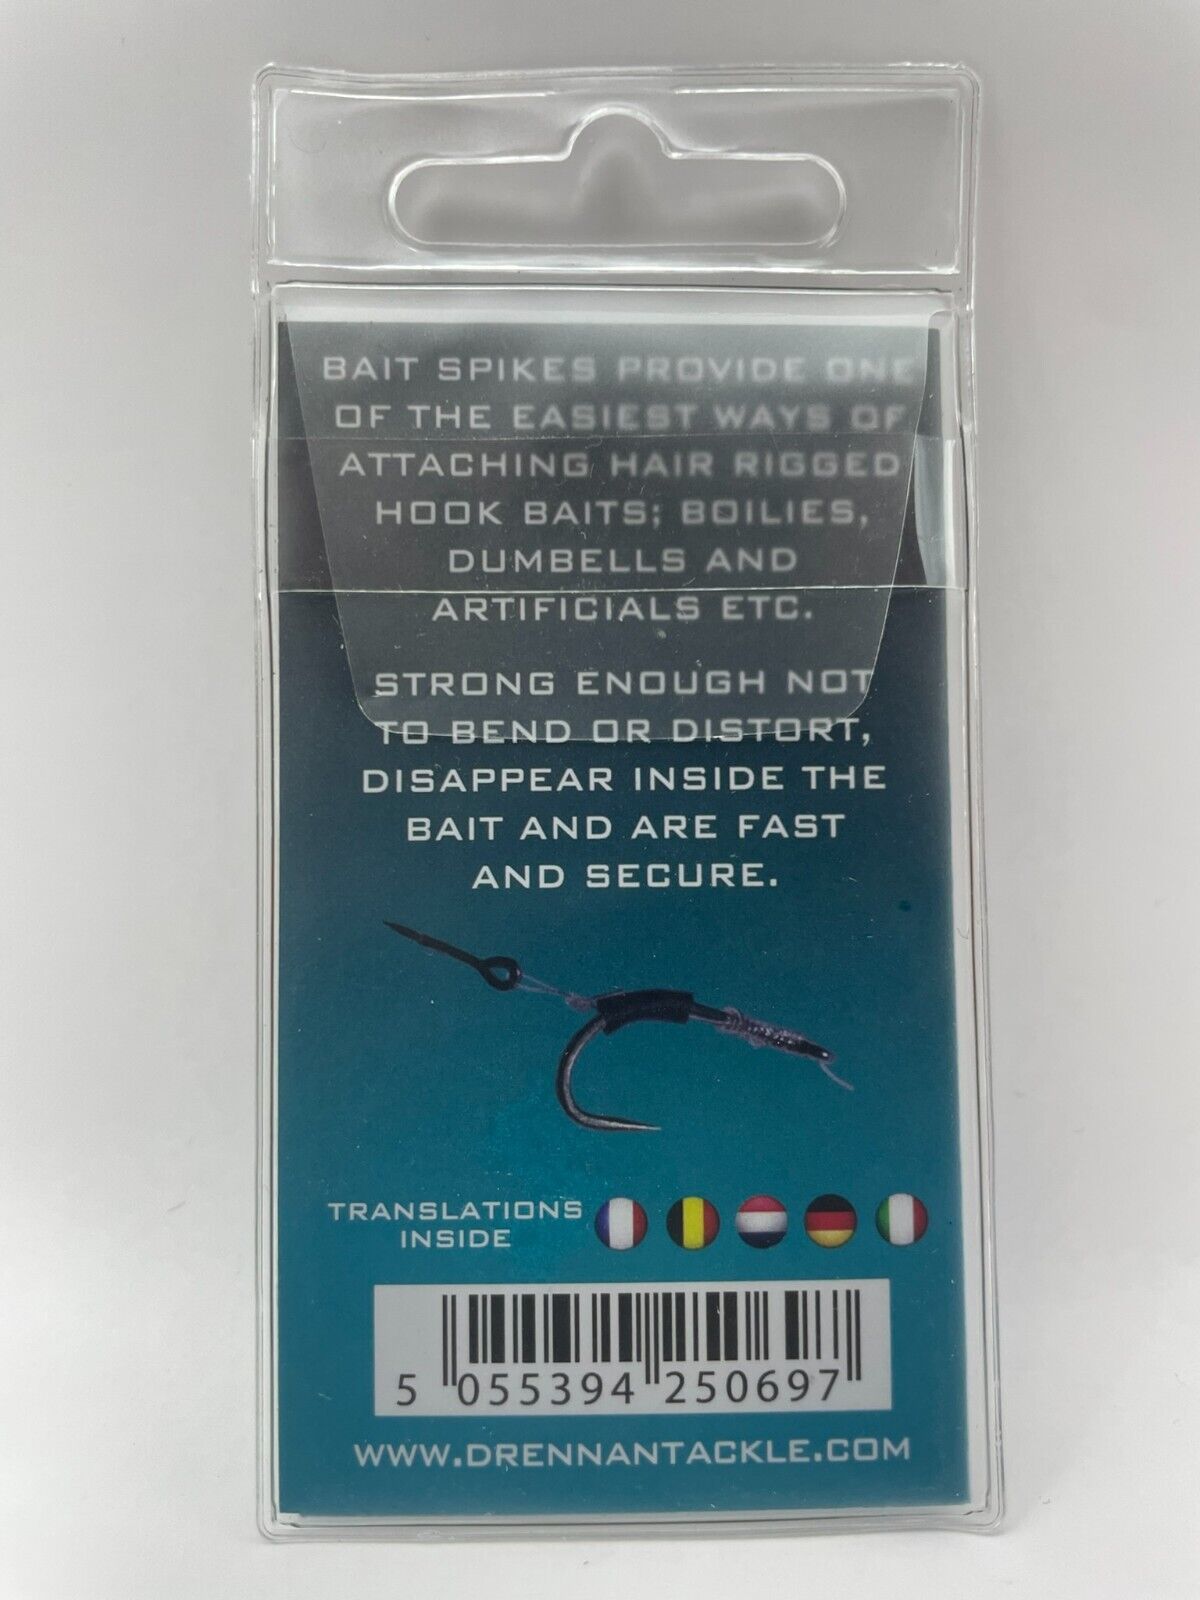 BAIT SPIKES PROVIDE ONE
OF THE EASIEST WAYS OF
ATTACHING HAIR RIGGED
HOOK BAITS; BOILIES,
DUMBELLS AND
ARTIFICIALS ETC.
STRONG ENOUGH NOT
TO BEND OR DISTORT,
DISAPPEAR INSIDE THE
BAIT AND ARE FAST
AND SECURE.
TRANSLATIONS
INSIDE
5 055394 250697
WWW.DRENNANTACKLE.COM